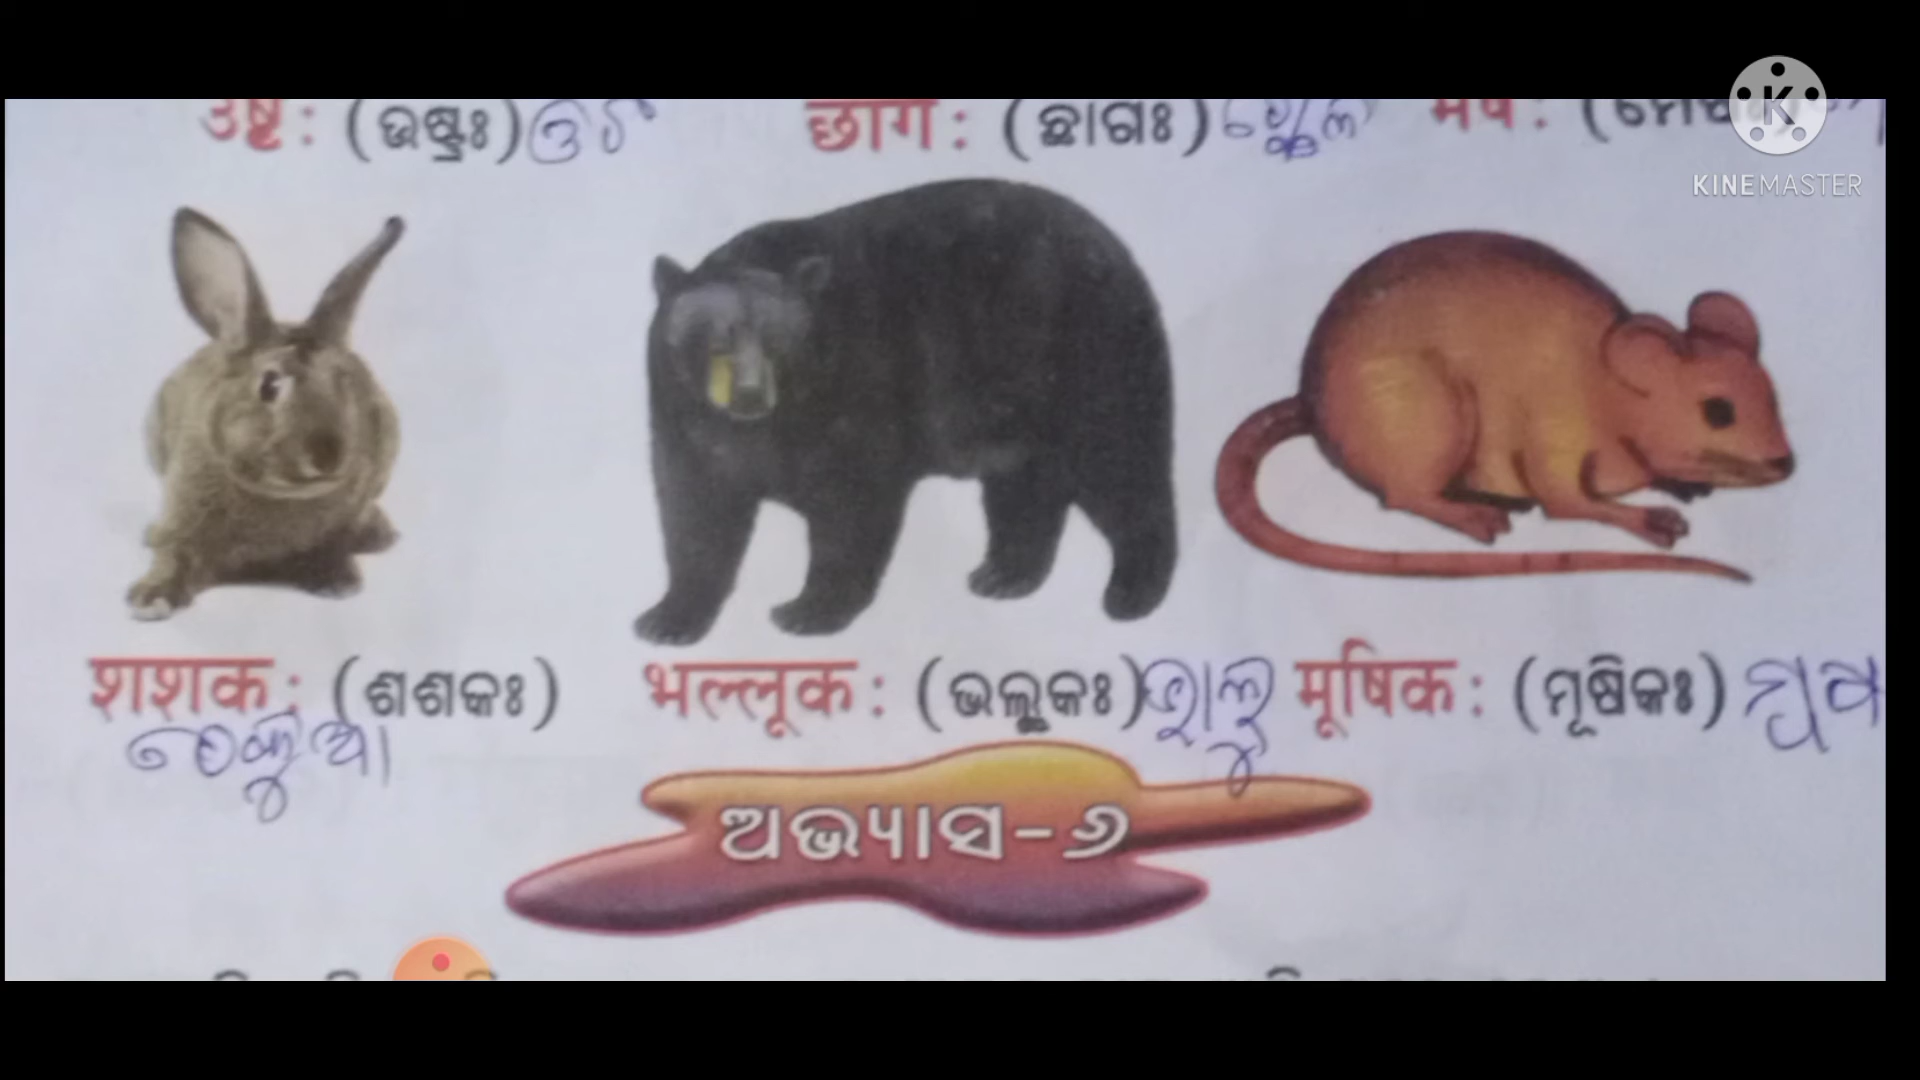 उष्ट्रः (ଉଷ୍ଟ୍ରଃ) ଓଟ छागः (ଛାଗଃ) ଛେଳି मेषः
KINEMASTER
शशकः (ଶଶକଃ) भल्लूकः (ଭଲ୍ଲୂକଃ) ଭାଲୁ मूषिकः (ମୂଷିକଃ) ମୂଷା
ଠେକୁଆ
ଅଭ୍ୟାସ-୬